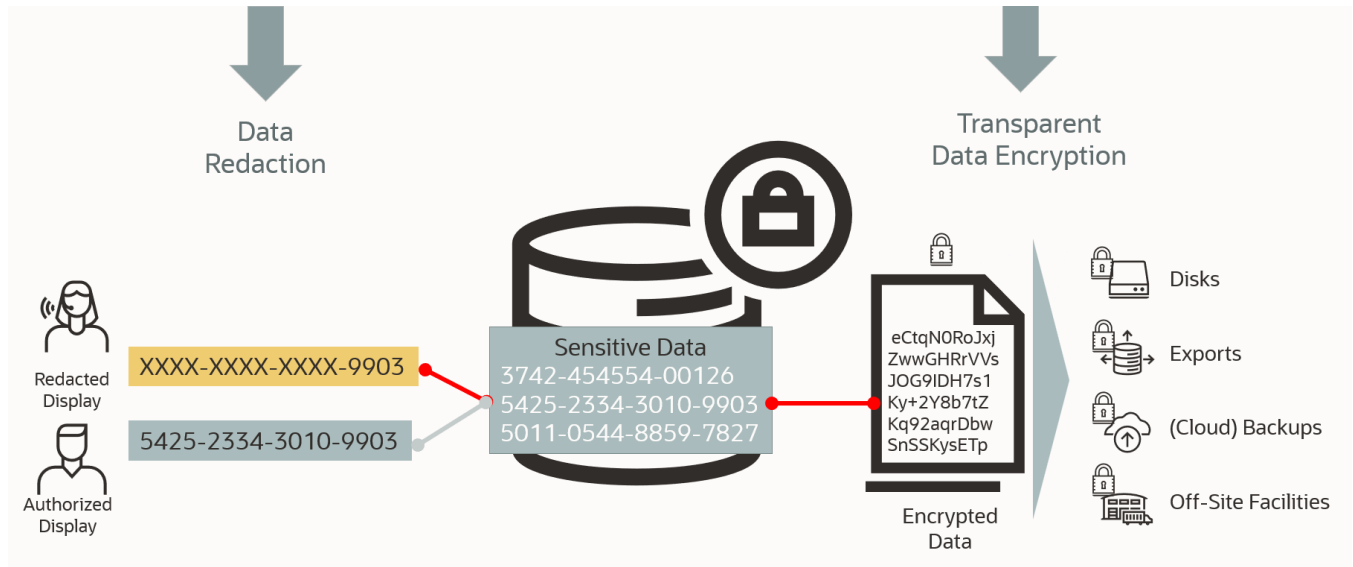 Data
Redaction
Transparent
Data Encryption
Redacted
Display
XXXX-XXXX-XXXX-9903
Authorized
Display
5425-2334-3010-9903
Sensitive Data
3742-454554-00126
5425-2334-3010-9903
5011-0544-8859-7827
eCtqN0RoJxj
ZwwGHRrVVs
JOG9IDH7s1
Ky+2Y8b7tZ
Kq92aqrDbw
SnSSKysETp
Encrypted
Data
Disks
Exports
(Cloud) Backups
Off-Site Facilities